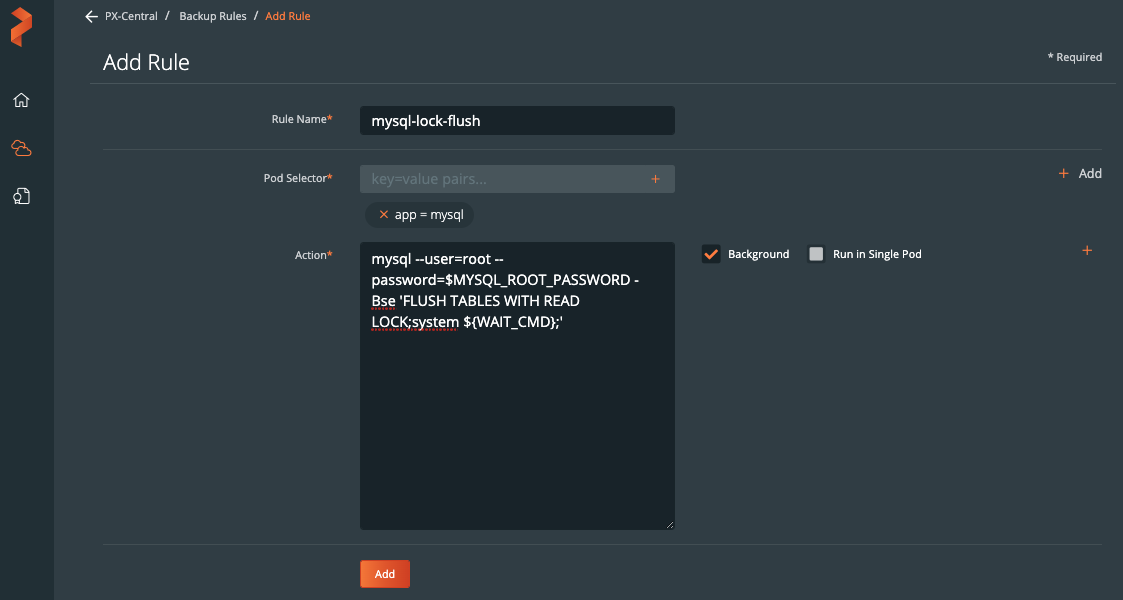 PX-Central / Backup Rules / Add Rule
Add Rule
* Required
Rule Name*
mysql-lock-flush
Pod Selector*
key=value pairs...
+
+ Add
× app = mysql
Action*
mysql --user=root --
password=$MYSQL_ROOT_PASSWORD -
Bse 'FLUSH TABLES WITH READ
LOCK;system ${WAIT_CMD};'
Background
Run in Single Pod
+
Add